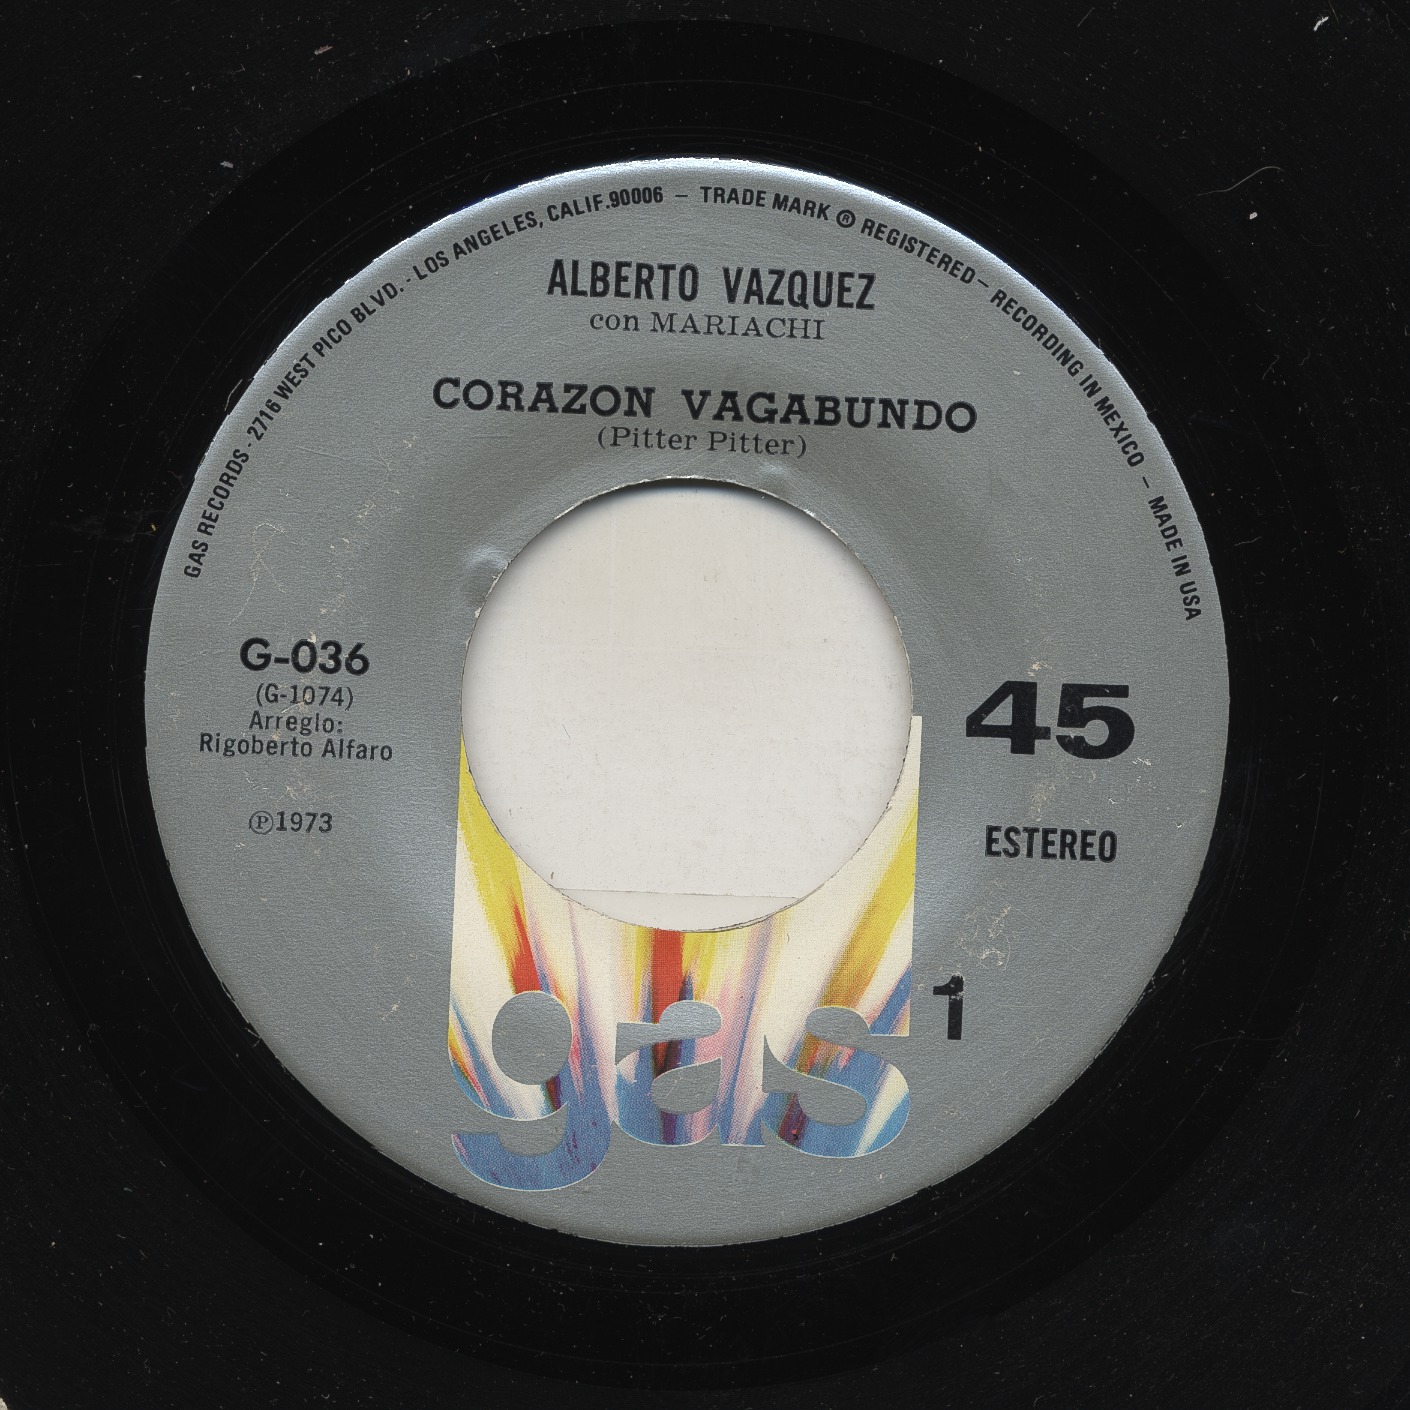 GAS RECORDS - 2716 WEST PICO BLVD. - LOS ANGELES, CALIF. 90006 — TRADE MARK ® REGISTERED — RECORDING IN MEXICO — MADE IN USA
ALBERTO VAZQUEZ
con MARIACHI
CORAZON VAGABUNDO
(Pitter Pitter)
G-036
(G-1074)
Arreglo:
Rigoberto Alfaro
℗1973
45
ESTEREO
1
gas